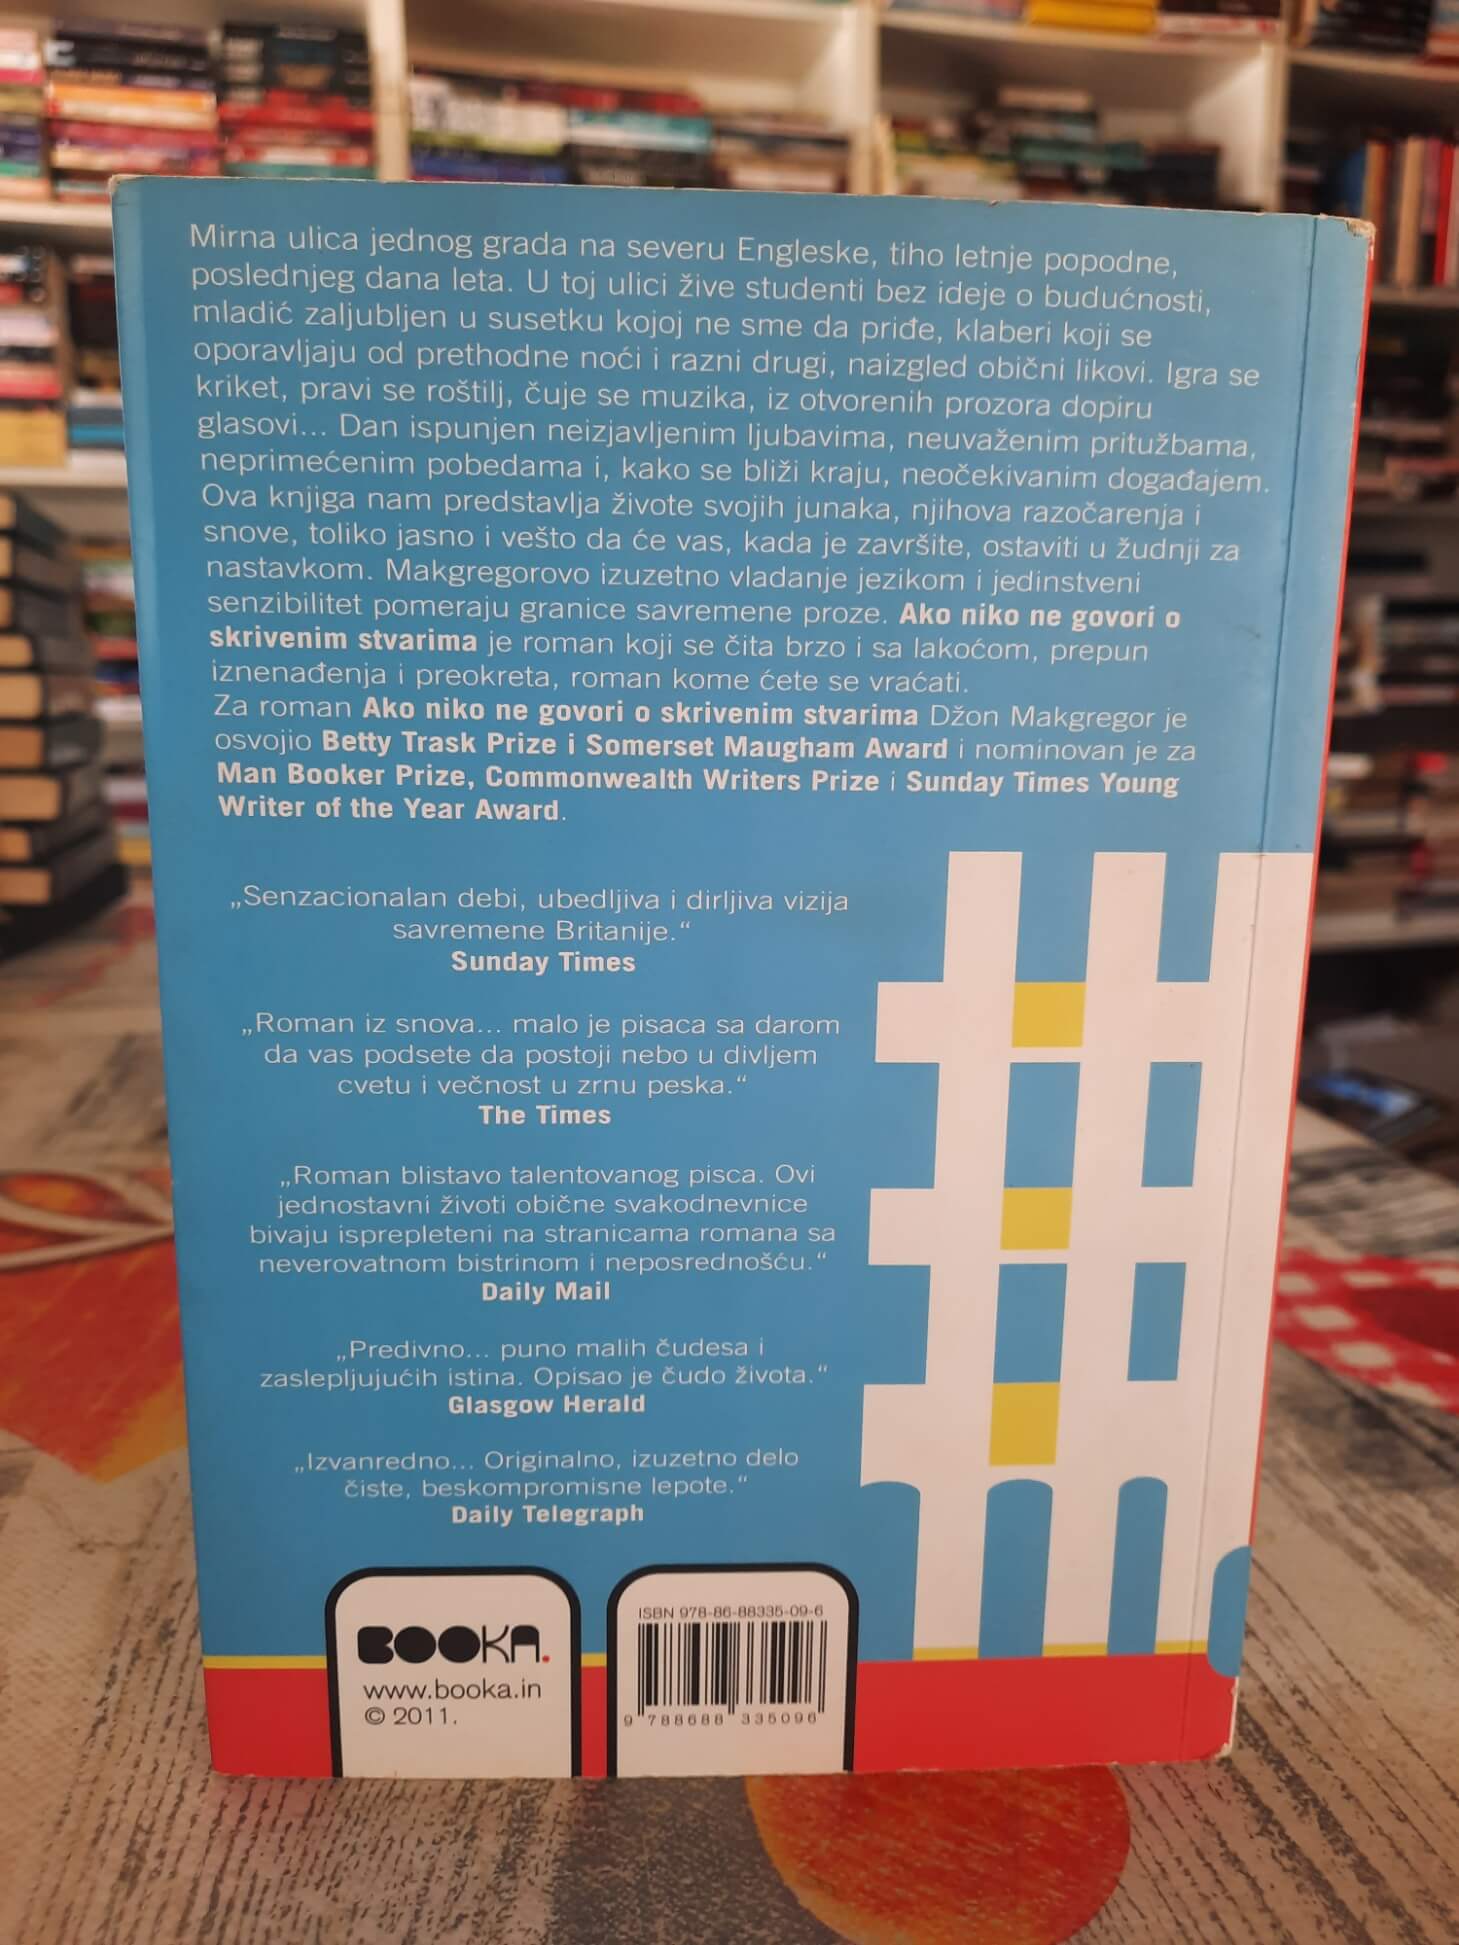 Mirna ulica jednog grada na severu Engleske, tiho letnje popodne,
poslednjeg dana leta. U toj ulici žive studenti bez ideje o budućnosti,
mladić zaljubljen u susetku kojoj ne sme da priđe, klaberi koji se
oporavljaju od prethodne noći i razni drugi, naizgled obični likovi. Igra se
kriket, pravi se roštilj, čuje se muzika, iz otvorenih prozora dopiru
glasovi... Dan ispunjen neizjavljenim ljubavima, neuvaženim pritužbama,
neprimećenim pobedama i, kako se bliži kraju, neočekivanim događajem.
Ova knjiga nam predstavlja živote svojih junaka, njihova razočarenja i
snove, toliko jasno i vešto da će vas, kada je završite, ostaviti u žudnji za
nastavkom. Makgregorovo izuzetno vladanje jezikom i jedinstveni
senzibilitet pomeraju granice savremene proze. Ako niko ne govori o
skrivenim stvarima je roman koji se čita brzo i sa lakoćom, prepun
iznenađenja i preokreta, roman kome ćete se vraćati.
Za roman Ako niko ne govori o skrivenim stvarima Džon Makgregor je
osvojio Betty Trask Prize i Somerset Maugham Award i nominovan je za
Man Booker Prize, Commonwealth Writers Prize i Sunday Times Young
Writer of the Year Award.
„Senzacionalan debi, ubedljiva i dirljiva vizija
savremene Britanije.“
Sunday Times
„Roman iz snova... malo je pisaca sa darom
da vas podsete da postoji nebo u divljem
cvetu i večnost u zrnu peska.“
The Times
„Roman blistavo talentovanog pisca. Ovi
jednostavni životi obične svakodnevnice
bivaju isprepleteni na stranicama romana sa
neverovatnom bistrinom i neposrednošću.“
Daily Mail
„Predivno... puno malih čudesa i
zaslepljujućih istina. Opisao je čudo života.“
Glasgow Herald
„Izvanredno... Originalno, izuzetno delo
čiste, beskompromisne lepote.“
Daily Telegraph
BOOKA.
www.booka.in
© 2011.
ISBN 978-86-88335-09-6
9 788688 335096